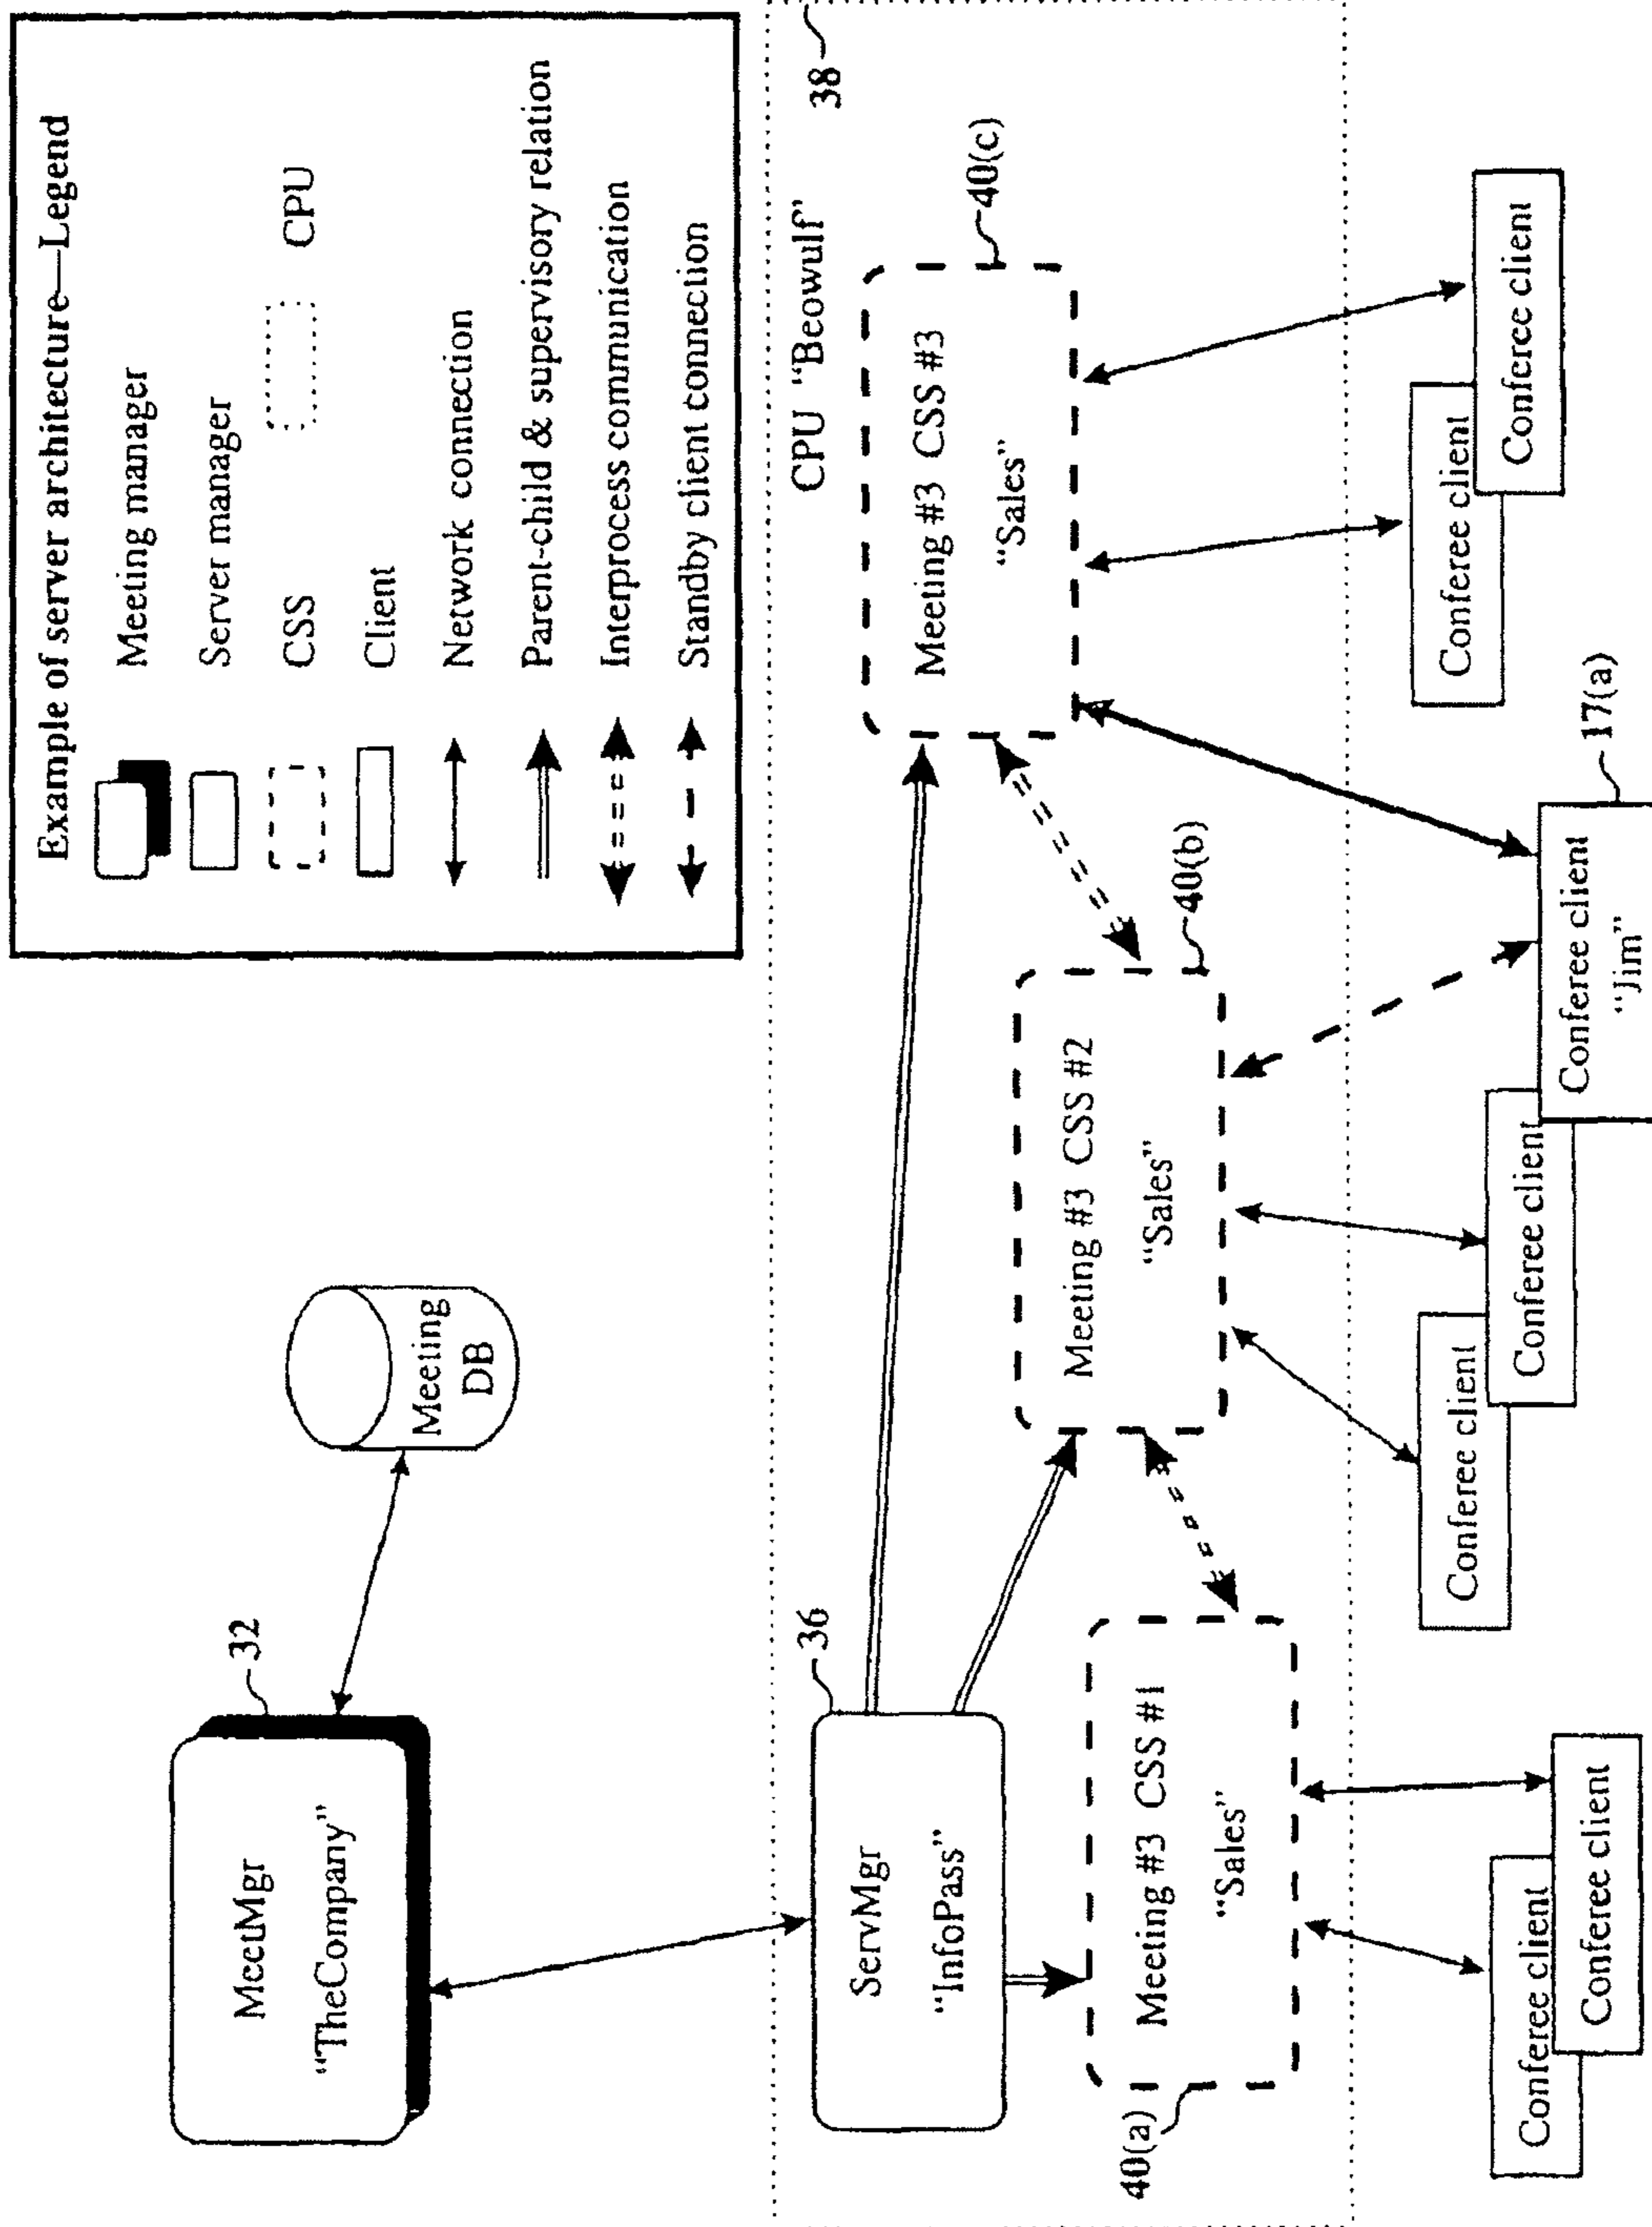 Example of server architecture—Legend
Meeting manager
Server manager
CSS
CPU
Client
Network connection
Parent-child & supervisory relation
Interprocess communication
Standby client connection
MeetMgr
“TheCompany”
32
Meeting
DB
38
CPU “Beowulf”
ServMgr
“InfoPass”
36
Meeting #3 CSS #1
“Sales”
40(a)
Meeting #3 CSS #2
“Sales”
40(b)
Meeting #3 CSS #3
“Sales”
40(c)
Conferee client
Conferee client
Conferee client
Conferee client
Conferee client
“Jim”
17(a)
Conferee client
Conferee client